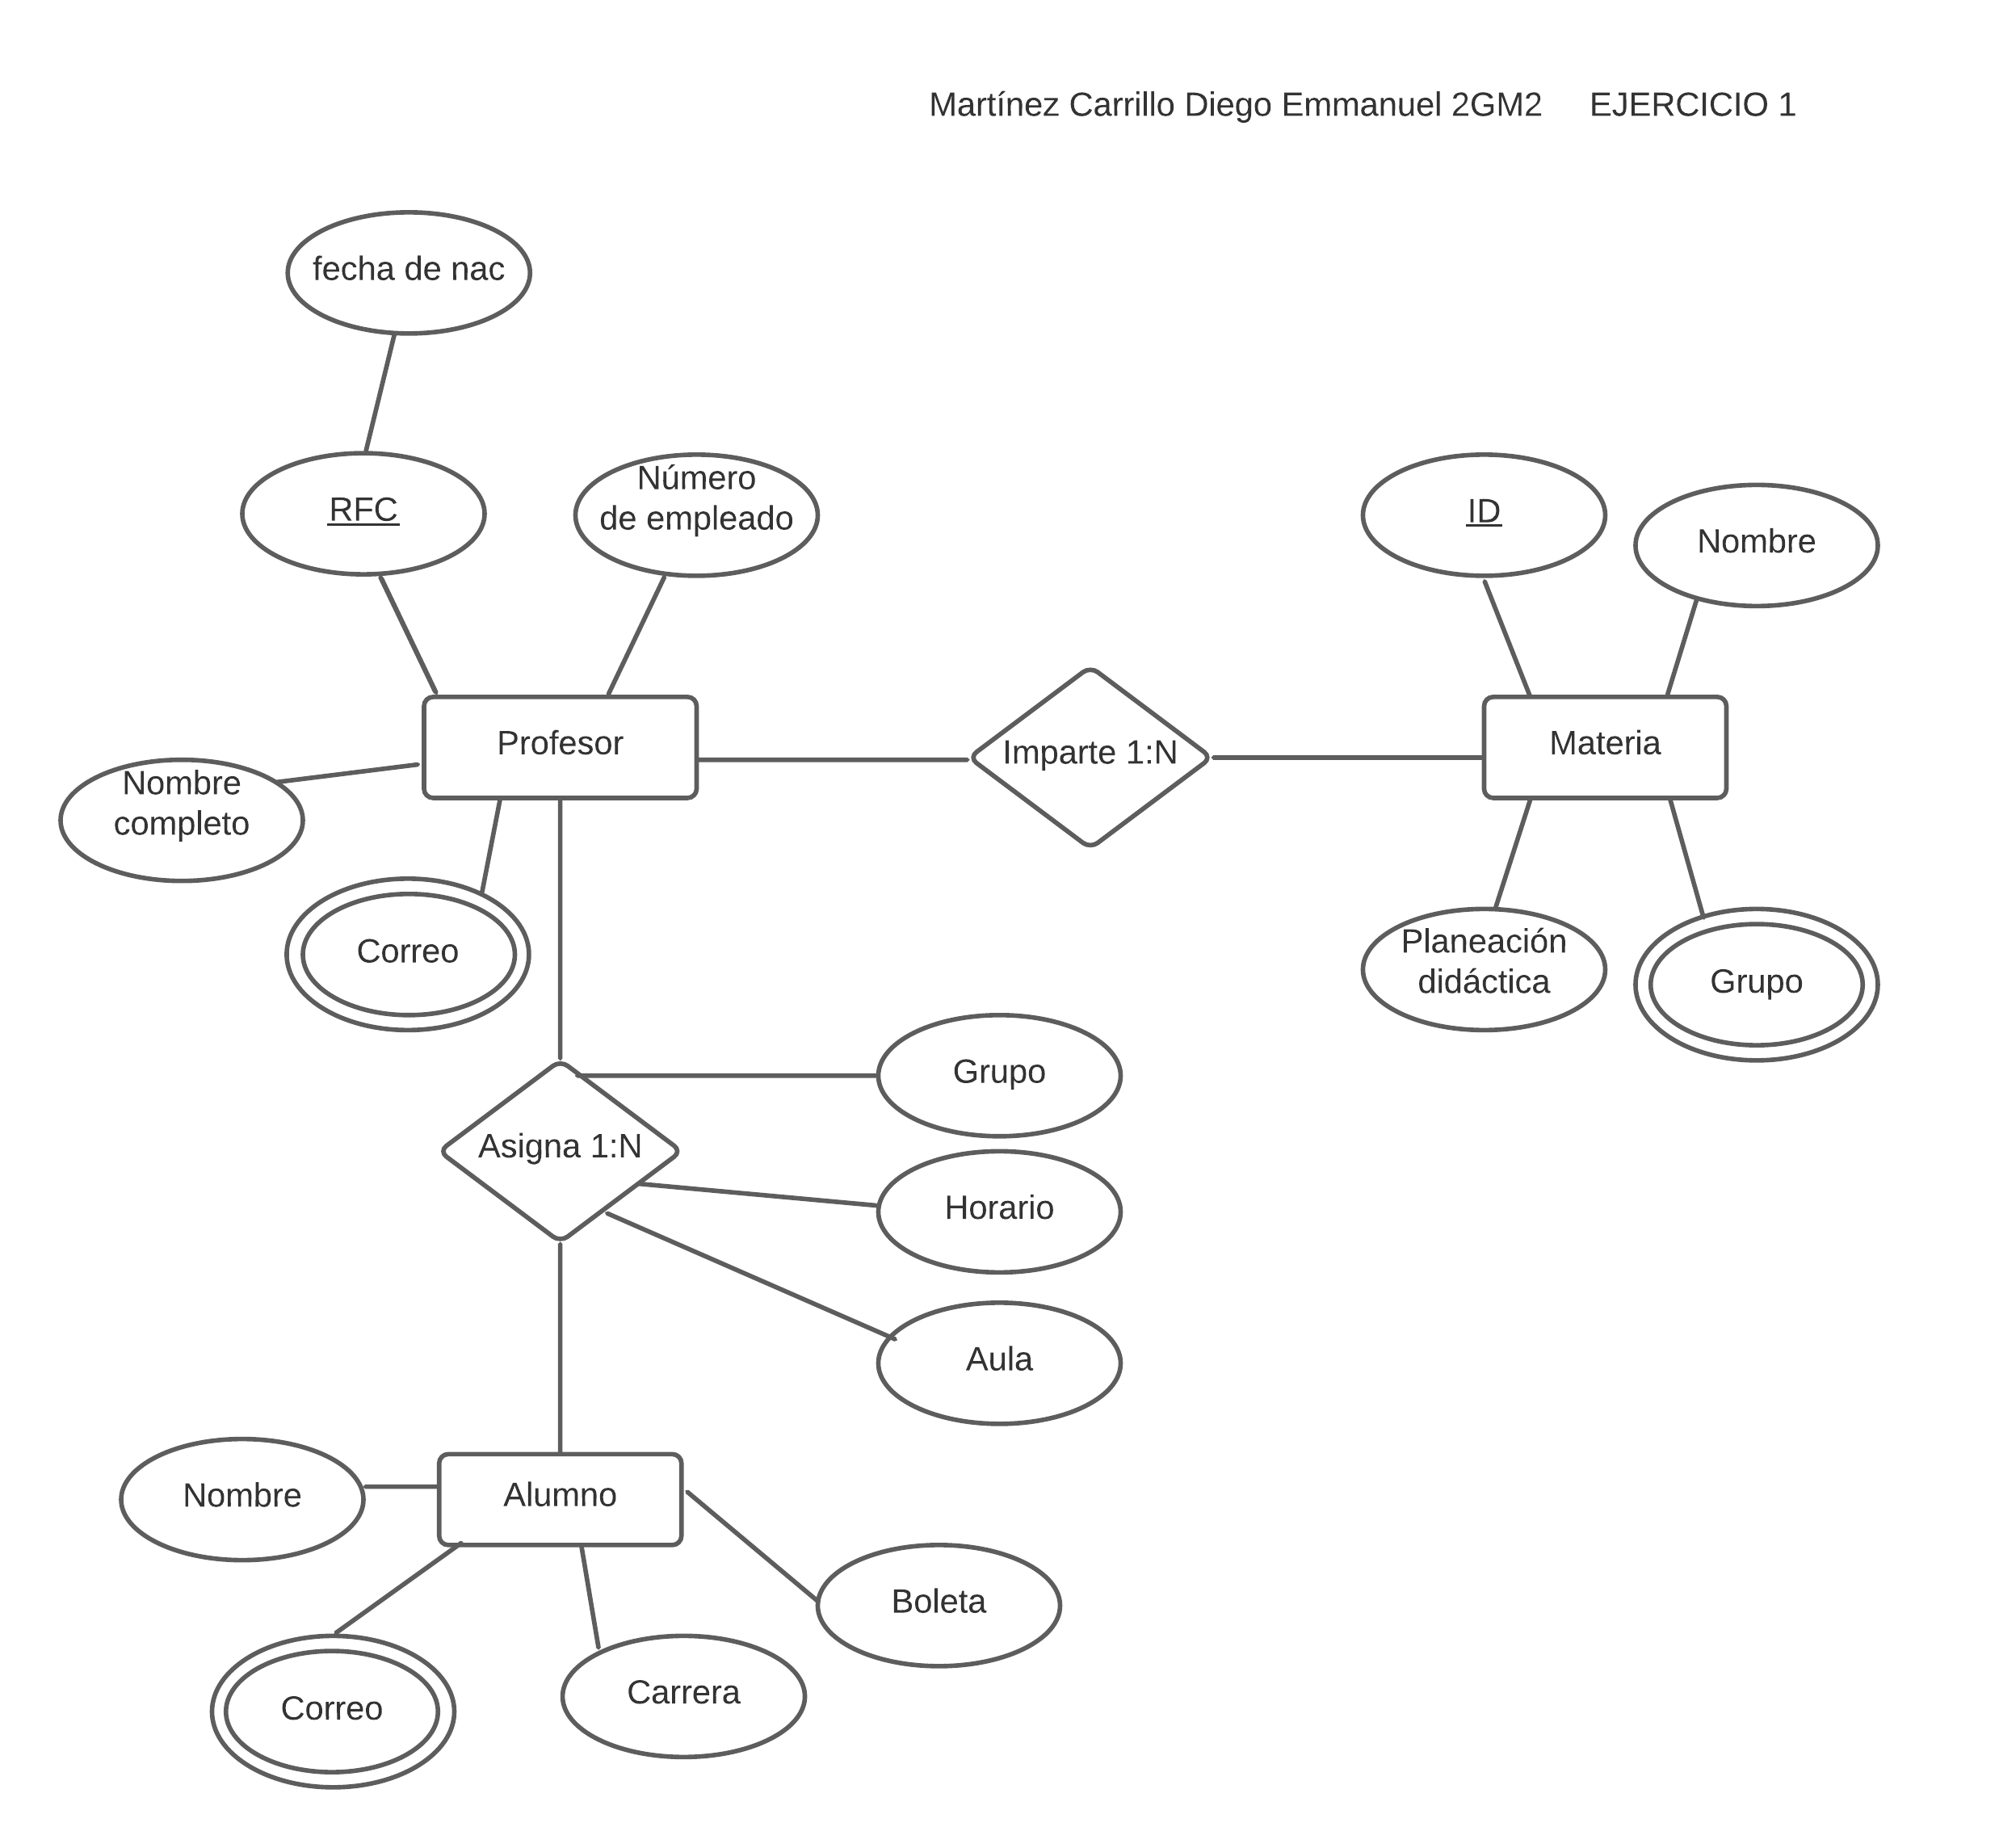 Martínez Carrillo Diego Emmanuel 2GM2 EJERCICIO 1
fecha de nac
RFC
Número
de empleado
ID
Nombre
Profesor
Imparte 1:N
Materia
Nombre
completo
Correo
Planeación
didáctica
Grupo
Grupo
Asigna 1:N
Horario
Aula
Nombre
Alumno
Boleta
Carrera
Correo